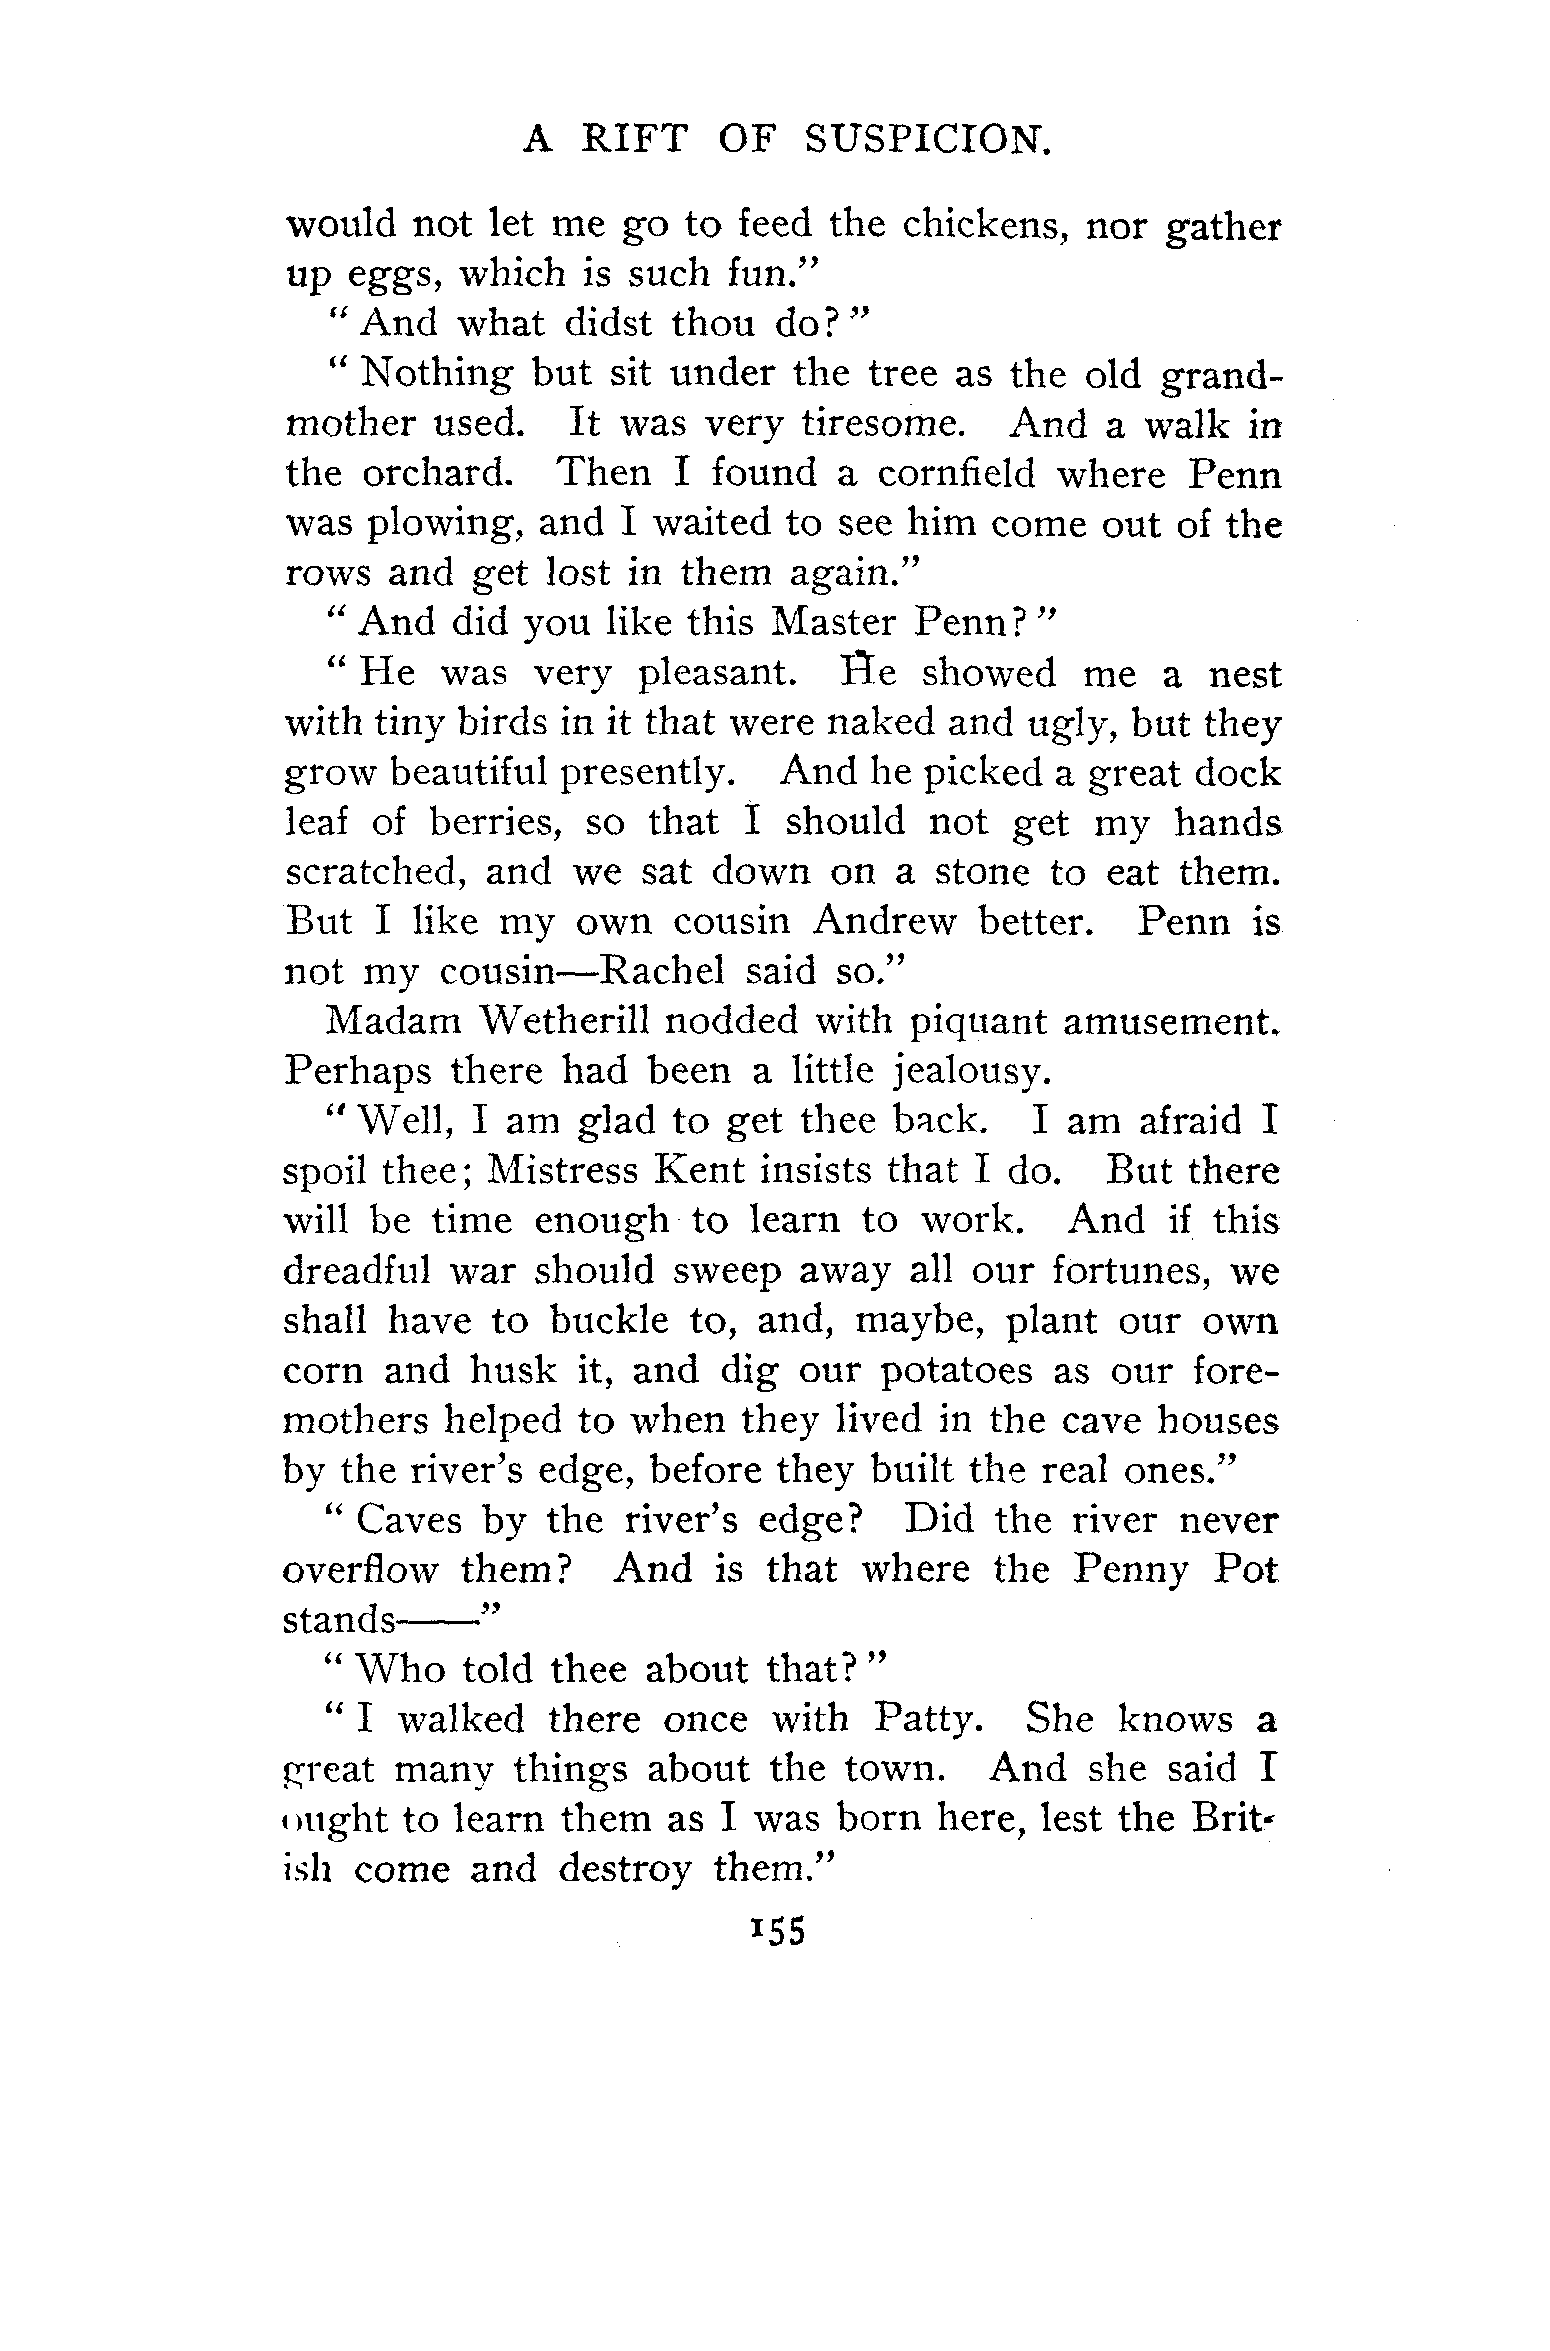 A RIFT OF SUSPICION.
would not let me go to feed the chickens, nor gather
up eggs, which is such fun."
"And what didst thou do?"
"Nothing but sit under the tree as the old grand-
mother used. It was very tiresome. And a walk in
the orchard. Then I found a cornfield where Penn
was plowing, and I waited to see him come out of the
rows and get lost in them again."
"And did you like this Master Penn?"
"He was very pleasant. He showed me a nest
with tiny birds in it that were naked and ugly, but they
grow beautiful presently. And he picked a great dock
leaf of berries, so that I should not get my hands
scratched, and we sat down on a stone to eat them.
But I like my own cousin Andrew better. Penn is
not my cousin—Rachel said so."
Madam Wetherill nodded with piquant amusement.
Perhaps there had been a little jealousy.
"Well, I am glad to get thee back. I am afraid I
spoil thee; Mistress Kent insists that I do. But there
will be time enough to learn to work. And if this
dreadful war should sweep away all our fortunes, we
shall have to buckle to, and, maybe, plant our own
corn and husk it, and dig our potatoes as our fore-
mothers helped to when they lived in the cave houses
by the river's edge, before they built the real ones."
"Caves by the river's edge? Did the river never
overflow them? And is that where the Penny Pot
stands——"
"Who told thee about that?"
"I walked there once with Patty. She knows a
great many things about the town. And she said I
ought to learn them as I was born here, lest the Brit-
ish come and destroy them."
155